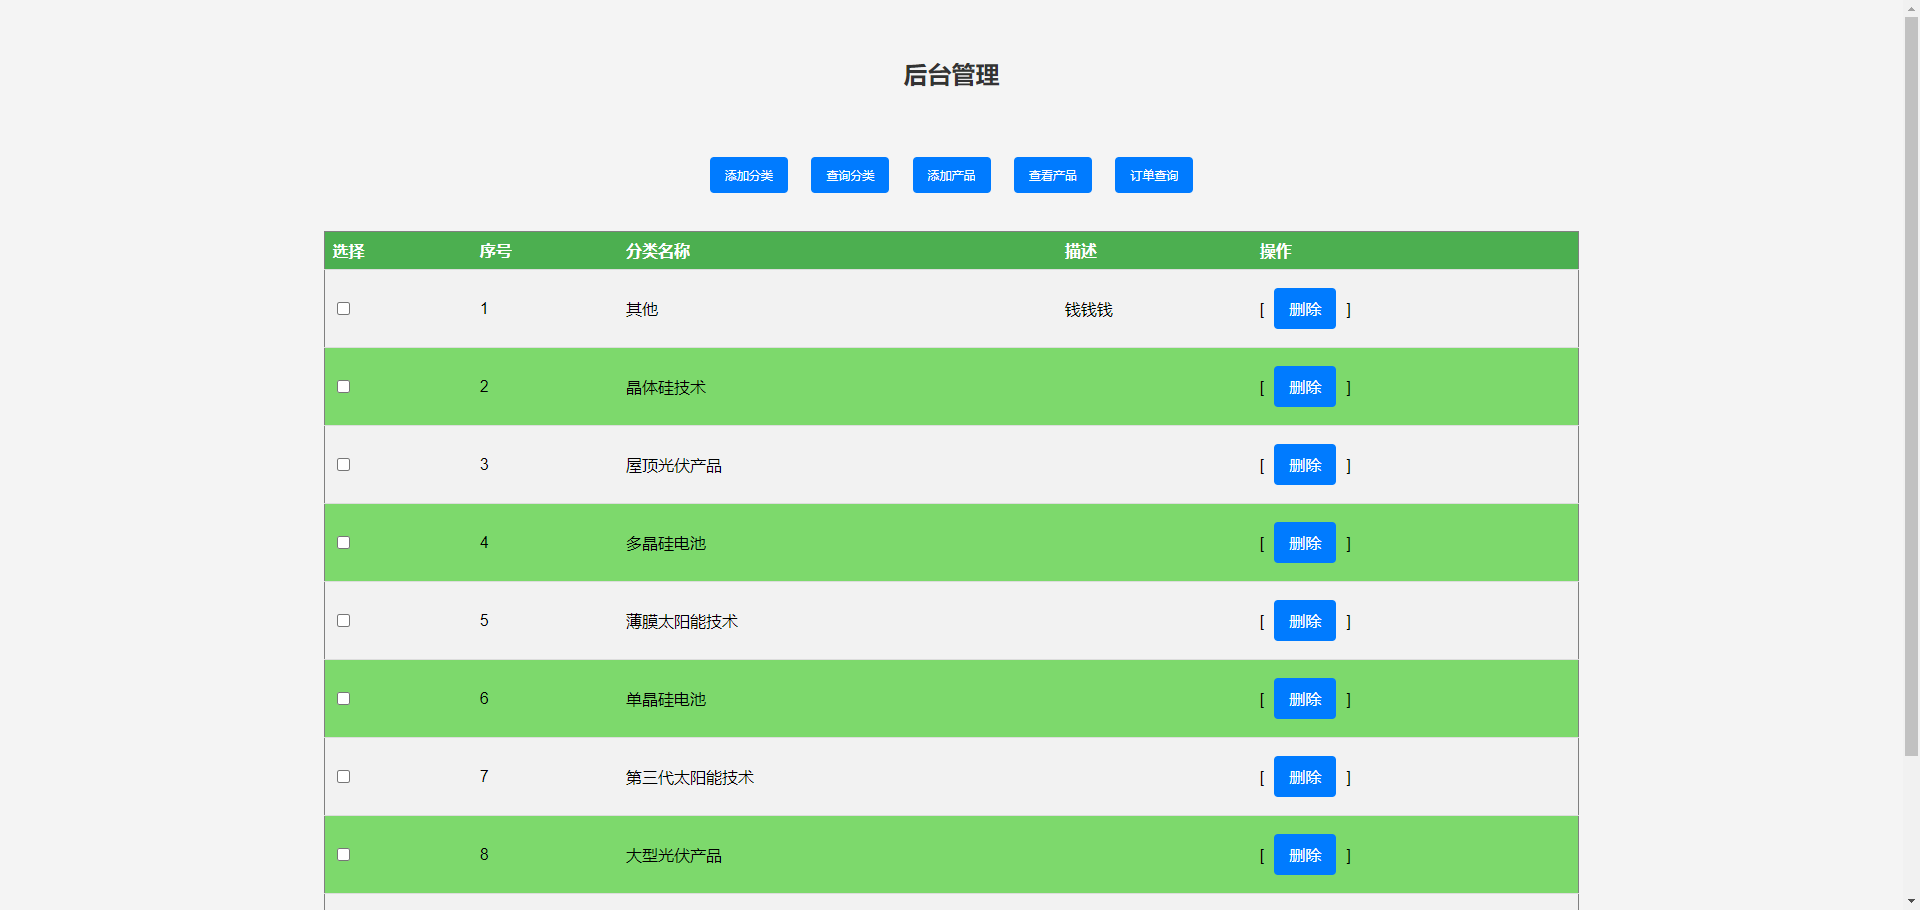 后台管理
添加分类 查询分类 添加产品 查看产品 订单查询
选择 序号 分类名称 描述 操作
1 其他 钱钱钱 [ 删除 ]
2 晶体硅技术 [ 删除 ]
3 屋顶光伏产品 [ 删除 ]
4 多晶硅电池 [ 删除 ]
5 薄膜太阳能技术 [ 删除 ]
6 单晶硅电池 [ 删除 ]
7 第三代太阳能技术 [ 删除 ]
8 大型光伏产品 [ 删除 ]